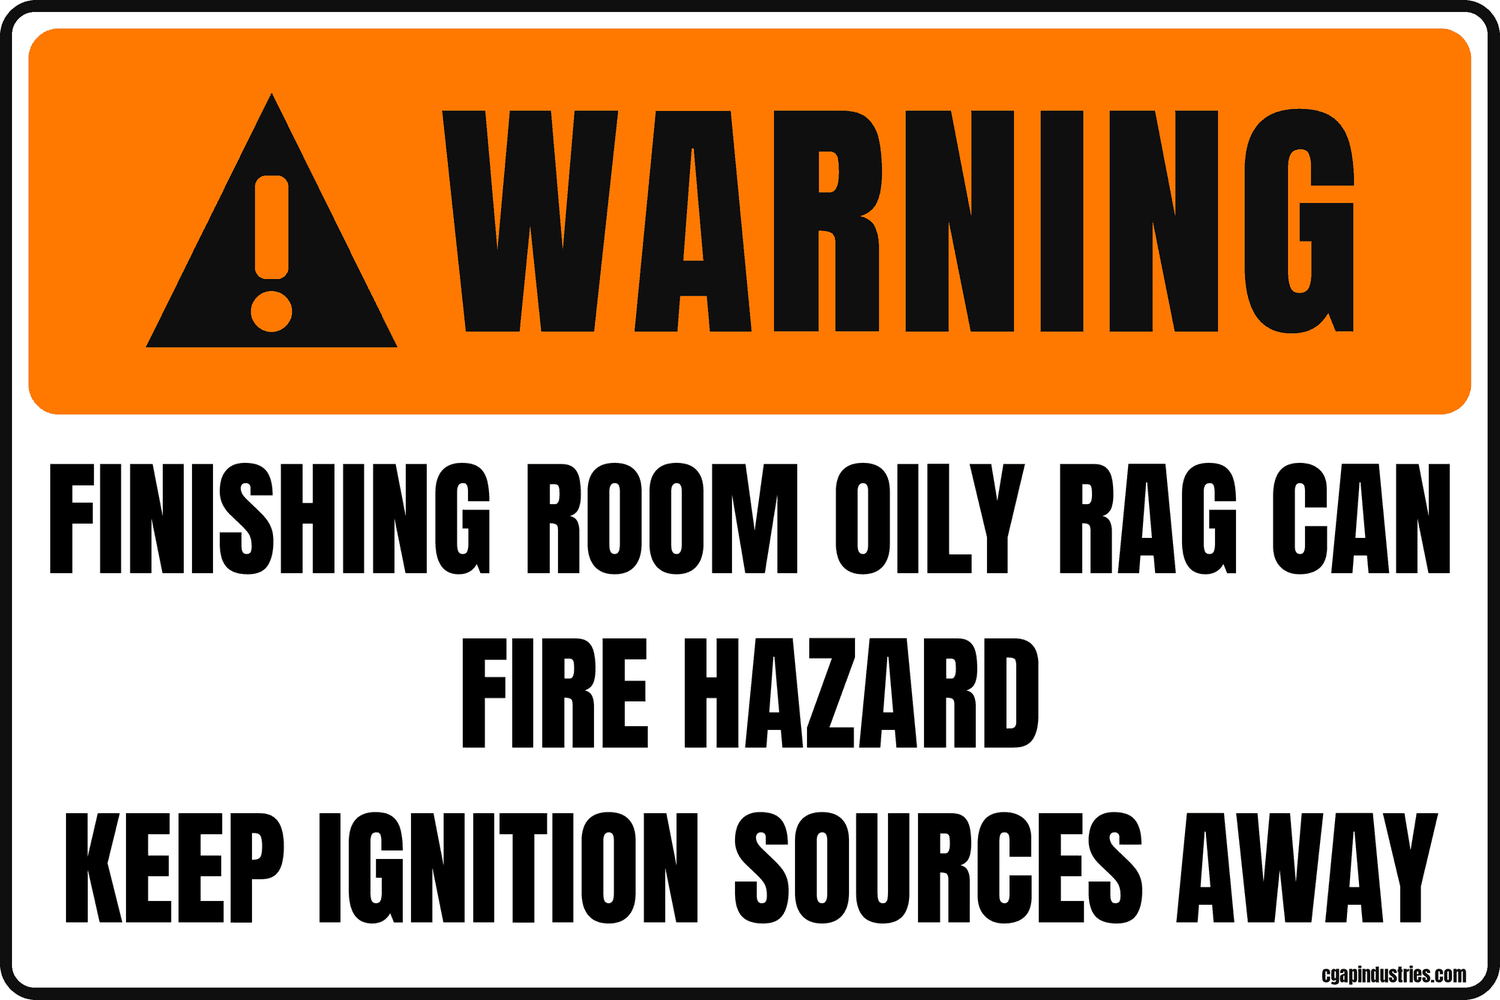 WARNING
FINISHING ROOM OILY RAG CAN
FIRE HAZARD
KEEP IGNITION SOURCES AWAY
cgapindustries.com